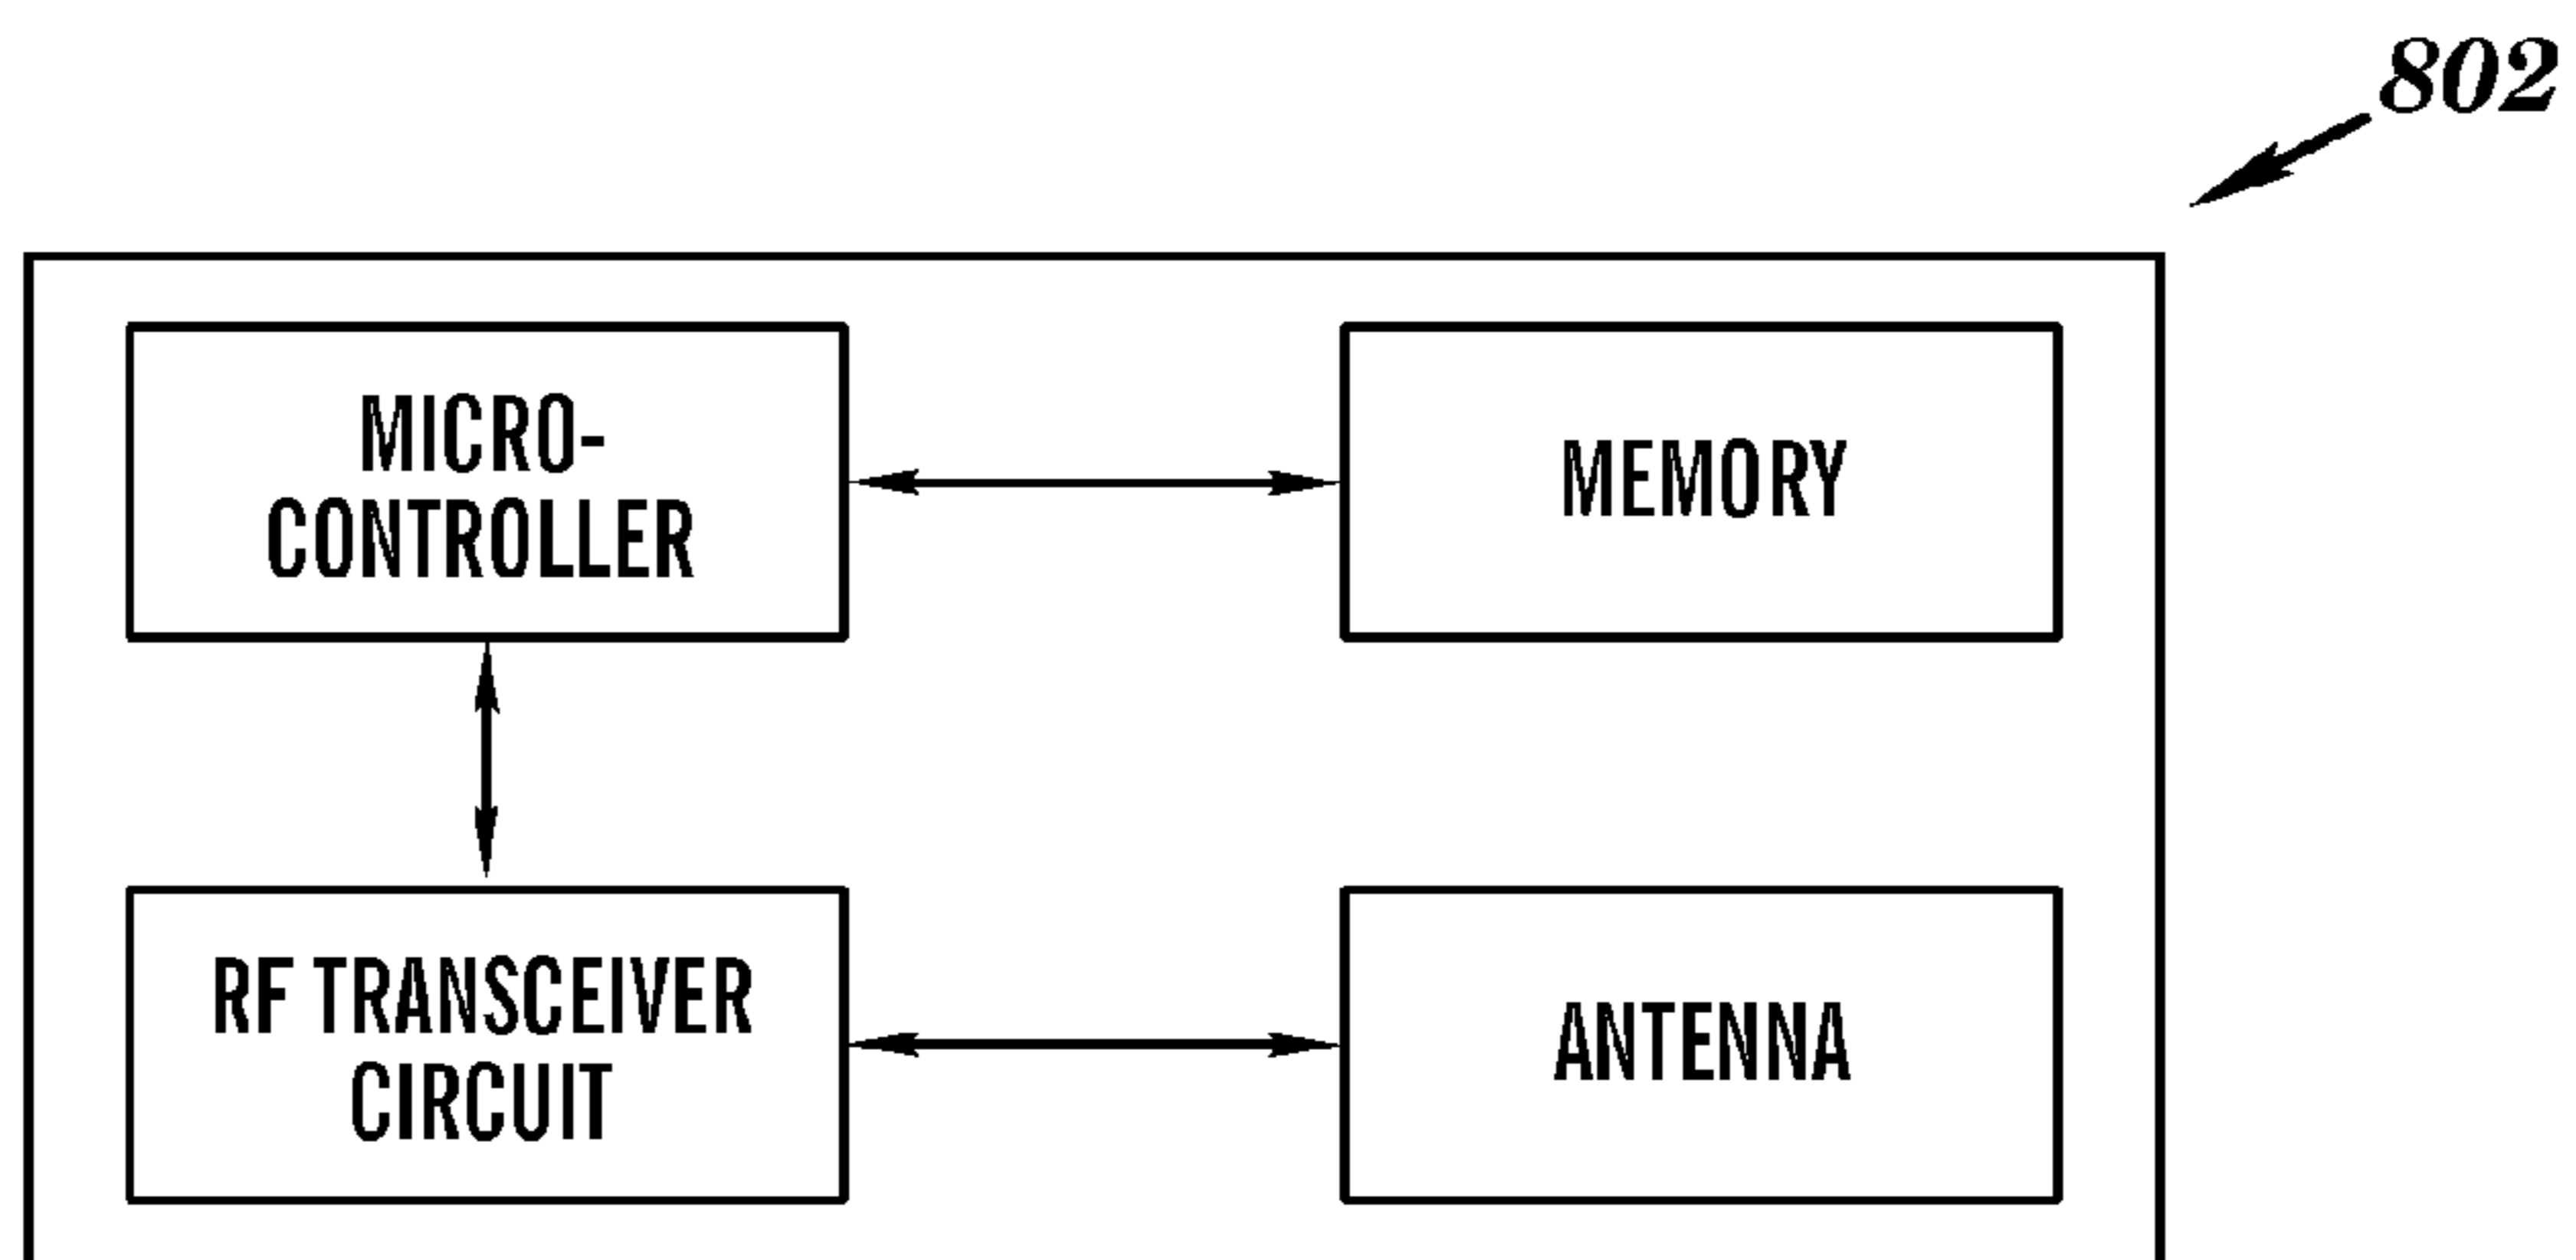 802
MICRO-
CONTROLLER
MEMORY
RF TRANSCEIVER
CIRCUIT
ANTENNA